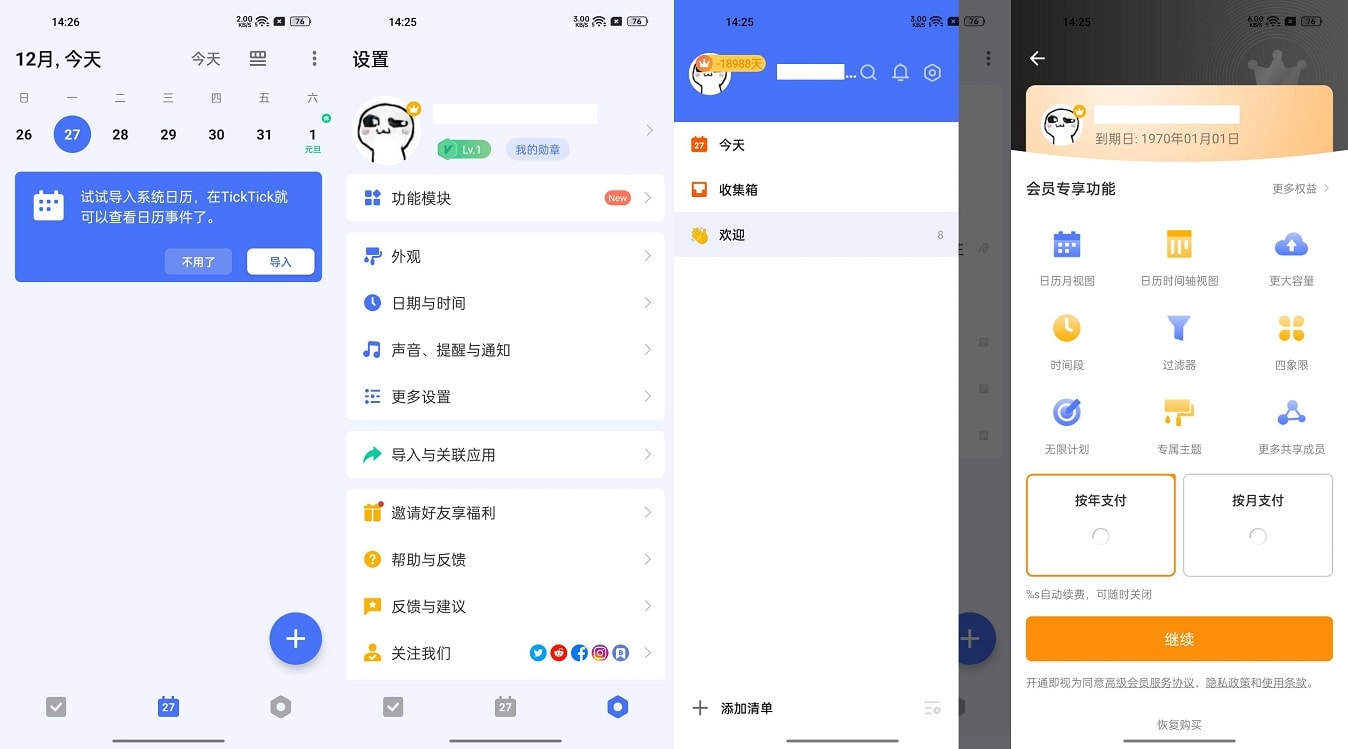 14:26
2.00 KB/S 76
12月, 今天
今天
日 一 二 三 四 五 六
26 27 28 29 30 31 1
休
元旦
试试导入系统日历，在TickTick就
可以查看日历事件了。
不用了 导入
27
14:25
3.00 KB/S 76
设置
Lv.1 我的勋章
功能模块 New
外观
日期与时间
声音、提醒与通知
更多设置
导入与关联应用
邀请好友享福利
帮助与反馈
反馈与建议
关注我们
27
14:25
3.00 KB/S 76
-18988天
...
27 今天
收集箱
欢迎 8
添加清单
14:25
6.00 KB/S 76
到期日: 1970年01月01日
会员专享功能 更多权益
日历月视图 日历时间轴视图 更大容量
时间段 过滤器 四象限
无限计划 专属主题 更多共享成员
按年支付 按月支付
%s自动续费，可随时关闭
继续
开通即视为同意高级会员服务协议、隐私政策和使用条款。
恢复购买